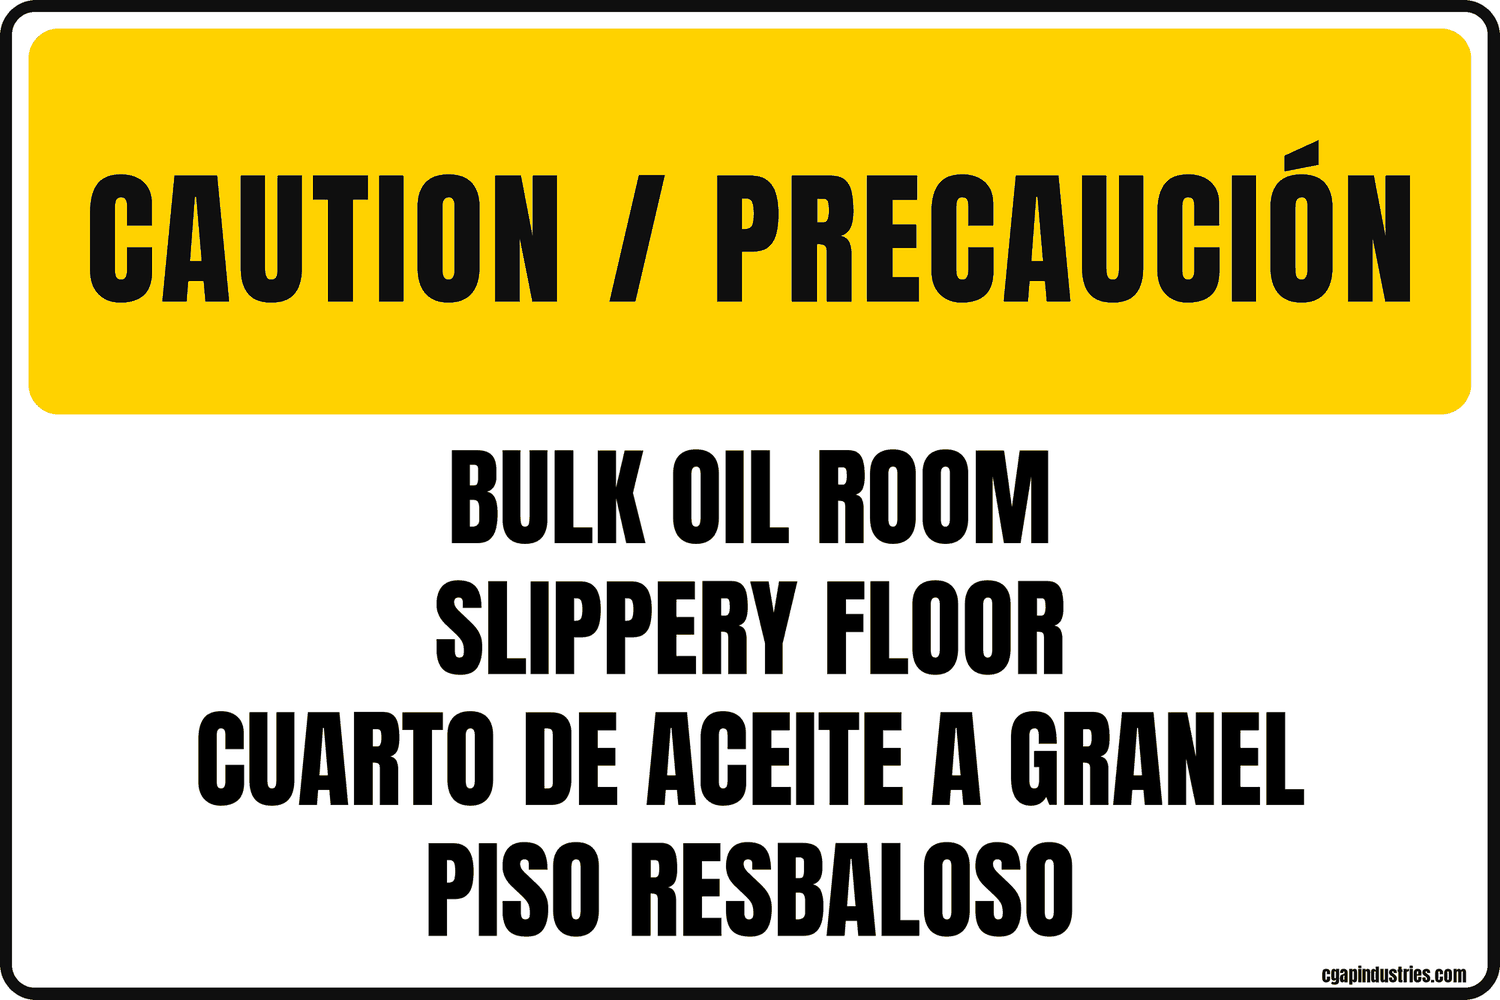 CAUTION / PRECAUCIÓN
BULK OIL ROOM
SLIPPERY FLOOR
CUARTO DE ACEITE A GRANEL
PISO RESBALOSO
cgapindustries.com